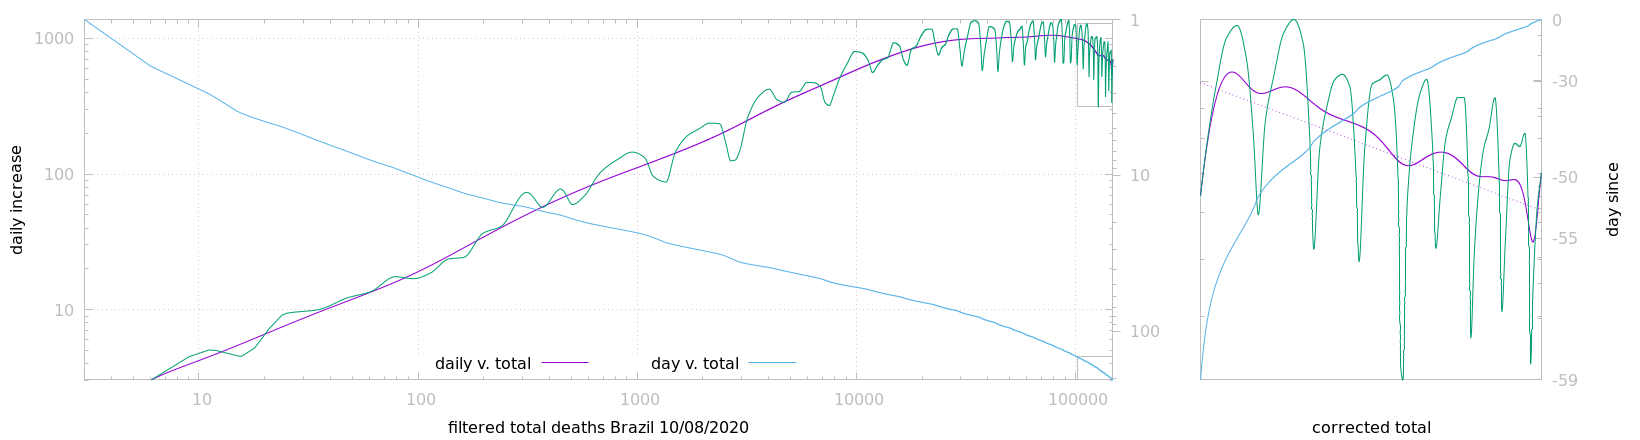 daily increase
1000
100
10
10
100
1000
10000
100000
daily v. total
day v. total
filtered total deaths Brazil 10/08/2020
1
10
100
0
-30
-50
-55
-59
day since
corrected total